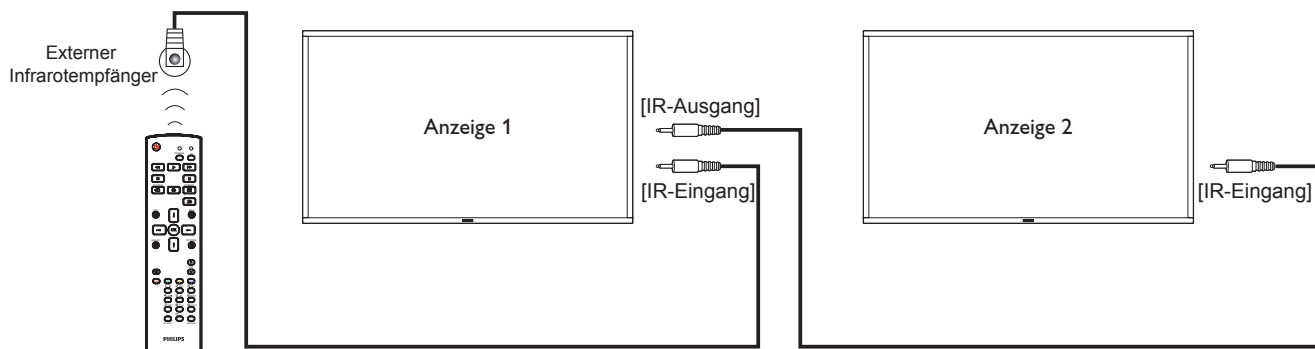 Externer
Infrarotempfänger
Anzeige 1
[IR-Ausgang]
[IR-Eingang]
Anzeige 2
[IR-Eingang]
PHILIPS